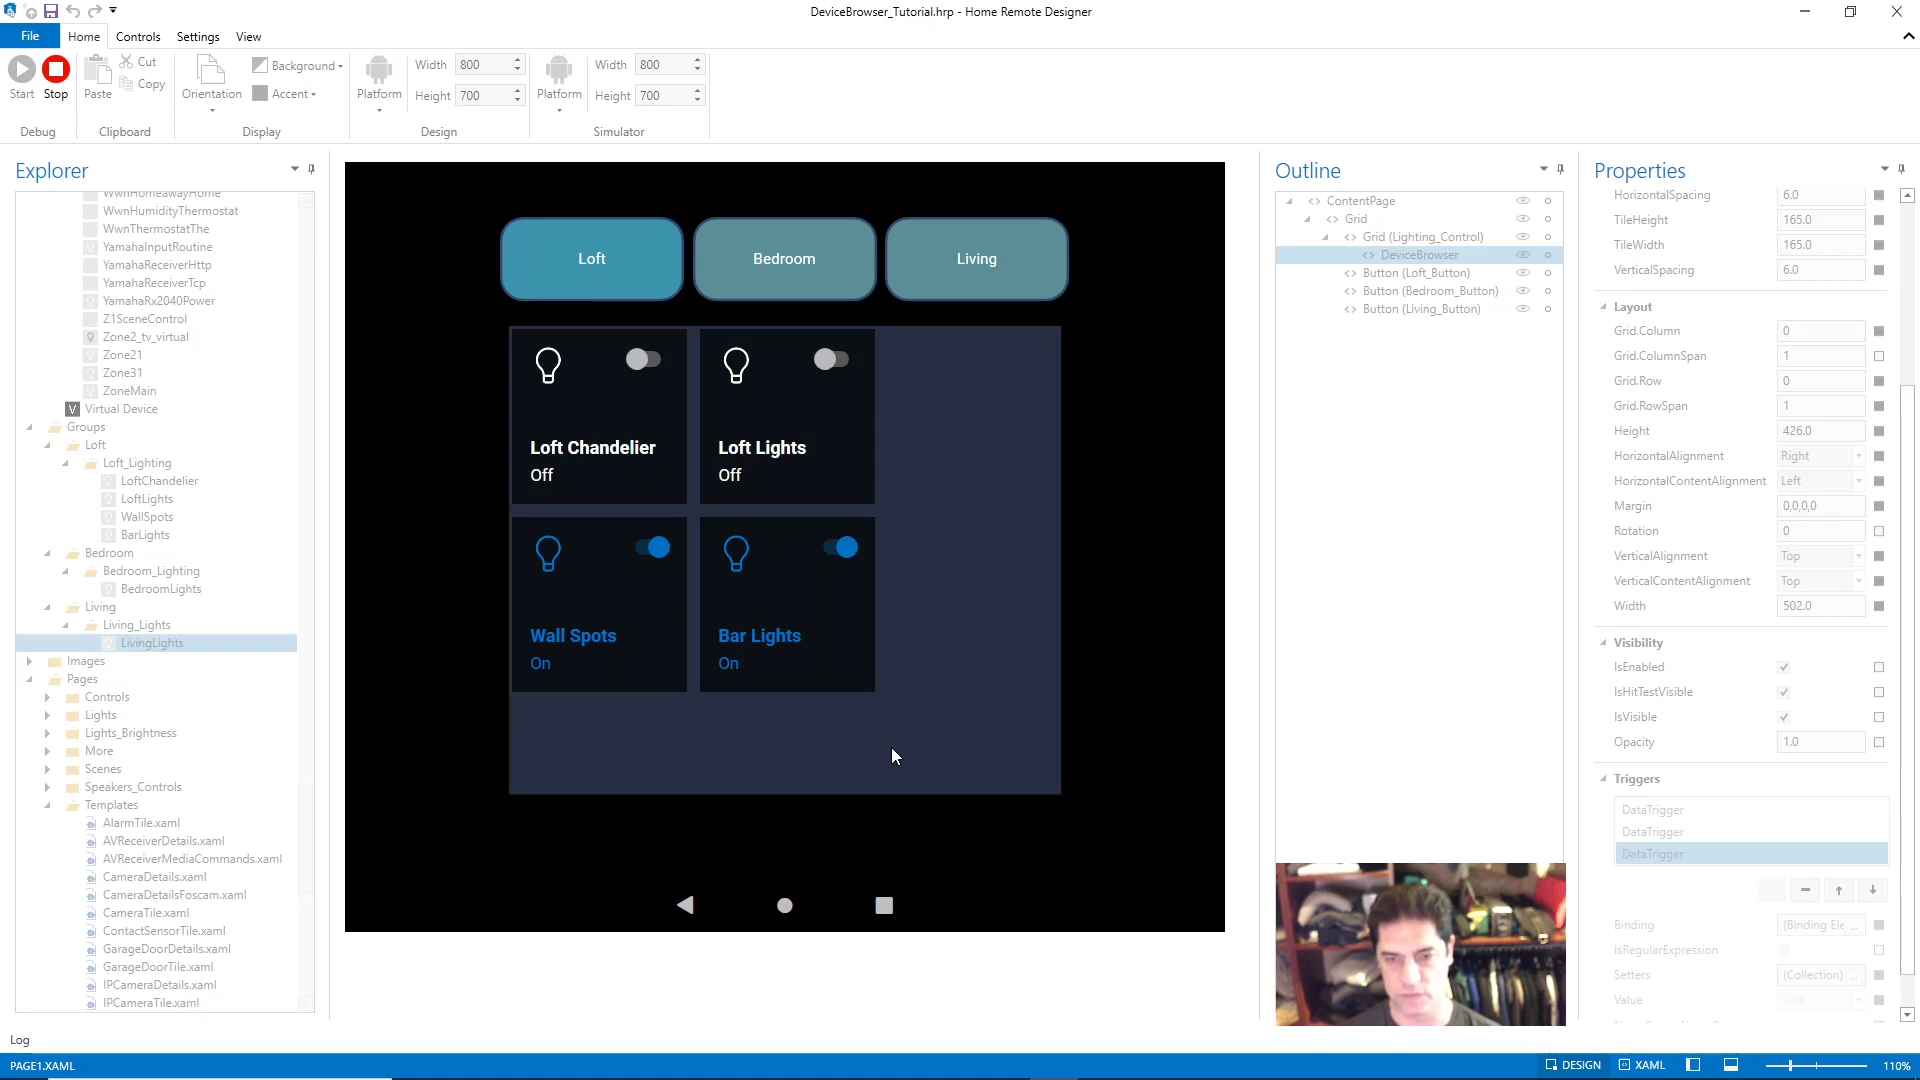 DeviceBrowser_Tutorial.hrp - Home Remote Designer
File Home Controls Settings View
Start Stop
Debug
Paste Cut
Copy
Clipboard
Orientation Background
Accent
Display
Platform Width 800
Height 700
Design
Platform Width 800
Height 700
Simulator
Explorer
WwnHomeawayHome
WwnHumidityThermostat
WwnThermostatThe
YamahaInputRoutine
YamahaReceiverHttp
YamahaReceiverTcp
YamahaRx2040Power
Z1SceneControl
Zone2_tv_virtual
Zone21
Zone31
ZoneMain
V Virtual Device
Groups
Loft
Loft_Lighting
LoftChandelier
LoftLights
WallSpots
BarLights
Bedroom
Bedroom_Lighting
BedroomLights
Living
Living_Lights
LivingLights
Images
Pages
Controls
Lights
Lights_Brightness
More
Scenes
Speakers_Controls
Templates
AlarmTile.xaml
AVReceiverDetails.xaml
AVReceiverMediaCommands.xaml
CameraDetails.xaml
CameraDetailsFoscam.xaml
CameraTile.xaml
ContactSensorTile.xaml
GarageDoorDetails.xaml
GarageDoorTile.xaml
IPCameraDetails.xaml
IPCameraTile.xaml
Loft Bedroom Living
Loft Chandelier
Off
Loft Lights
Off
Wall Spots
On
Bar Lights
On
Outline
ContentPage
Grid
Grid (Lighting_Control)
DeviceBrowser
Button (Loft_Button)
Button (Bedroom_Button)
Button (Living_Button)
Properties
HorizontalSpacing 6.0
TileHeight 165.0
TileWidth 165.0
VerticalSpacing 6.0
Layout
Grid.Column 0
Grid.ColumnSpan 1
Grid.Row 0
Grid.RowSpan 1
Height 426.0
HorizontalAlignment Right
HorizontalContentAlignment Left
Margin 0,0,0,0
Rotation 0
VerticalAlignment Top
VerticalContentAlignment Top
Width 502.0
Visibility
IsEnabled
IsHitTestVisible
IsVisible
Opacity 1.0
Triggers
DataTrigger
DataTrigger
DataTrigger
Binding {Binding Ele ...
IsRegularExpression
Setters (Collection) ...
Value True
Log
PAGE1.XAML
DESIGN XAML 110%